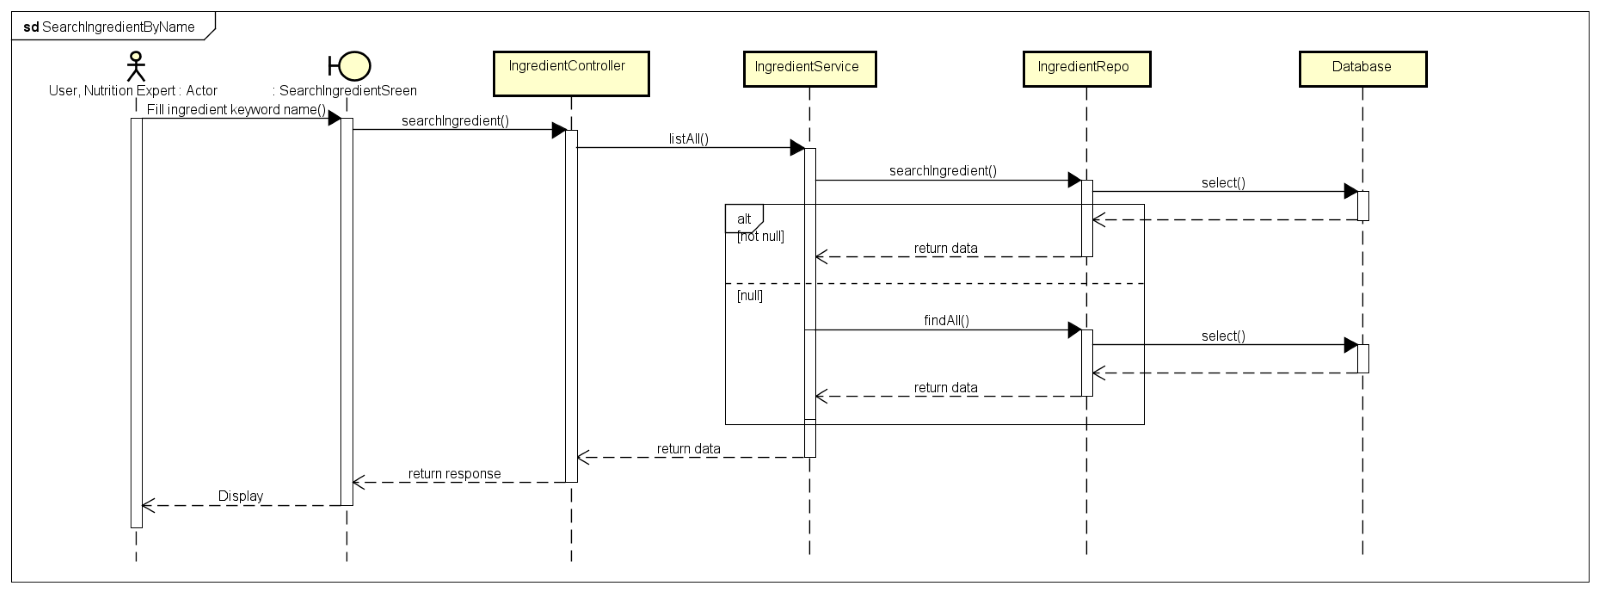 sd SearchIngredientByName
User, Nutrition Expert : Actor
: SearchIngredientSreen
IngredientController
IngredientService
IngredientRepo
Database
Fill ingredient keyword name()
searchIngredient()
listAll()
searchIngredient()
select()
alt
[not null]
return data
[null]
findAll()
select()
return data
return data
return response
Display